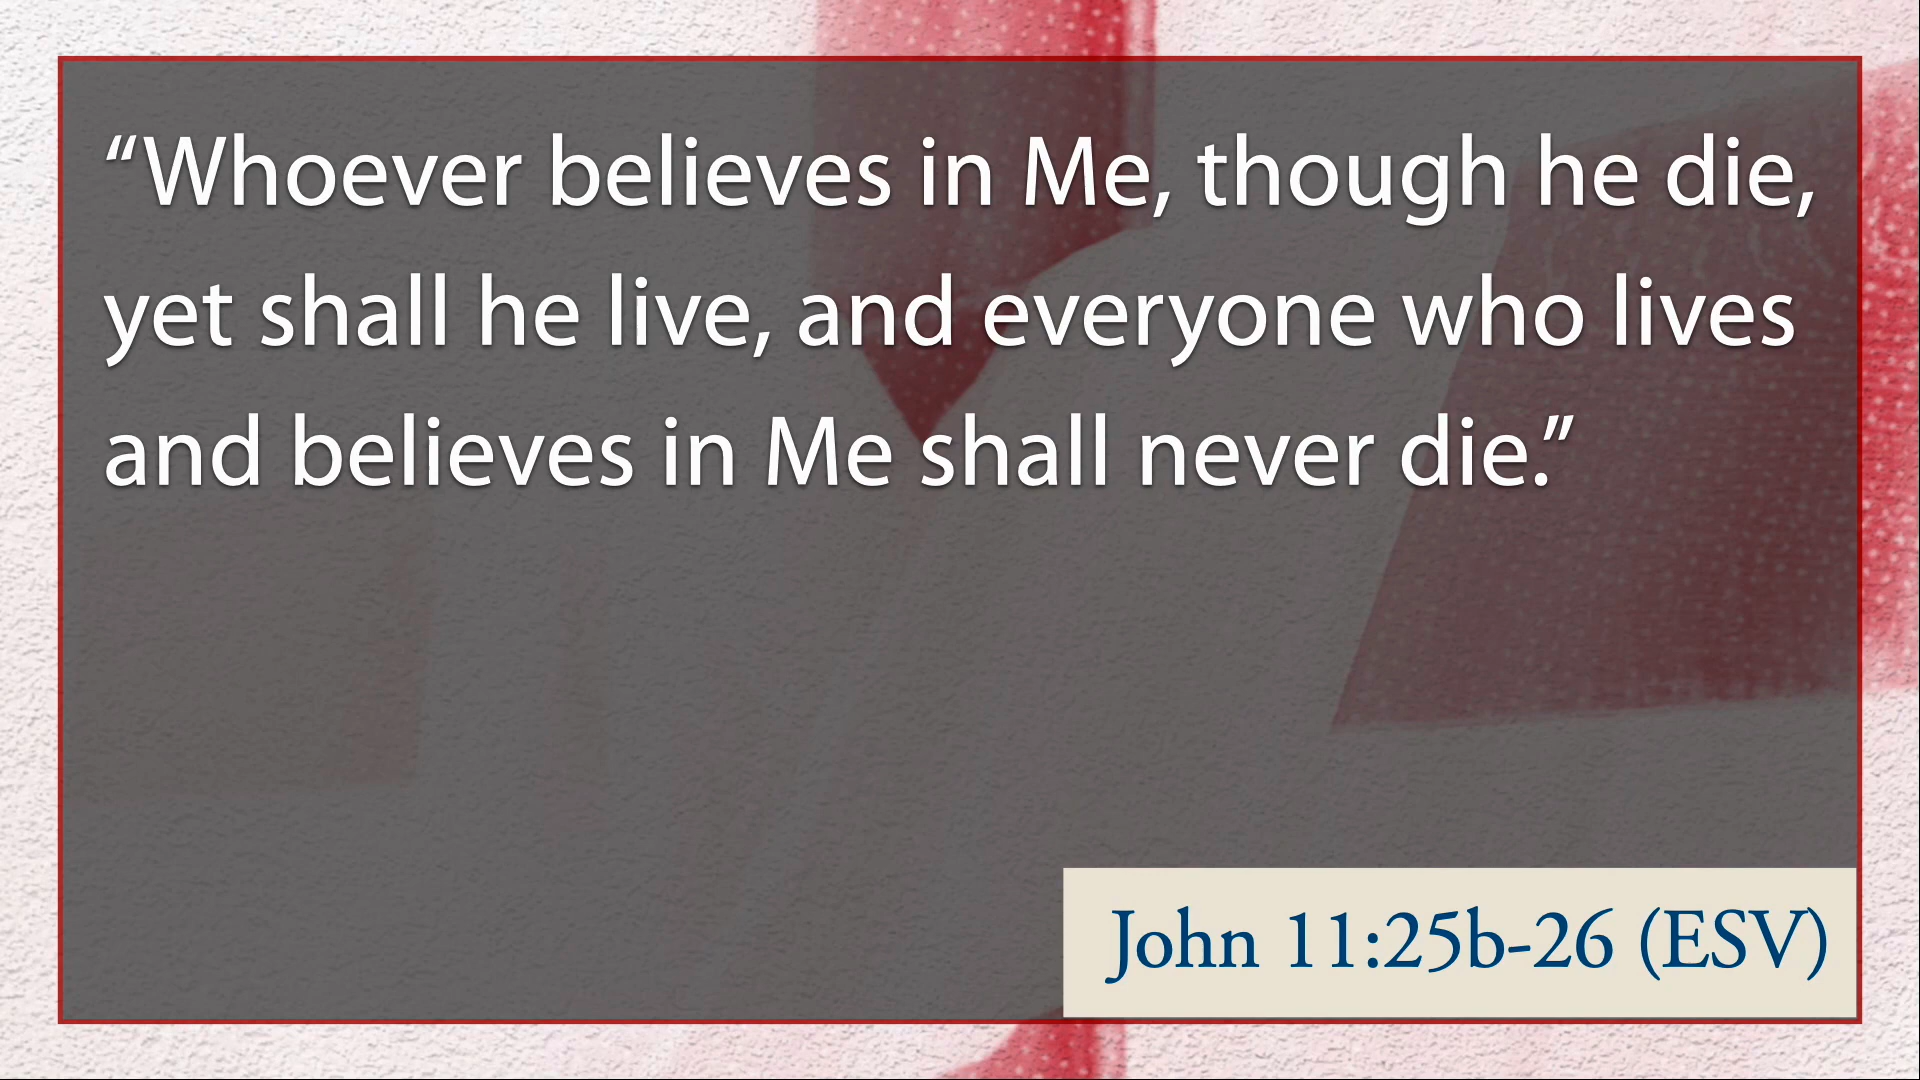 “Whoever believes in Me, though he die,
yet shall he live, and everyone who lives
and believes in Me shall never die.”
John 11:25b-26 (ESV)